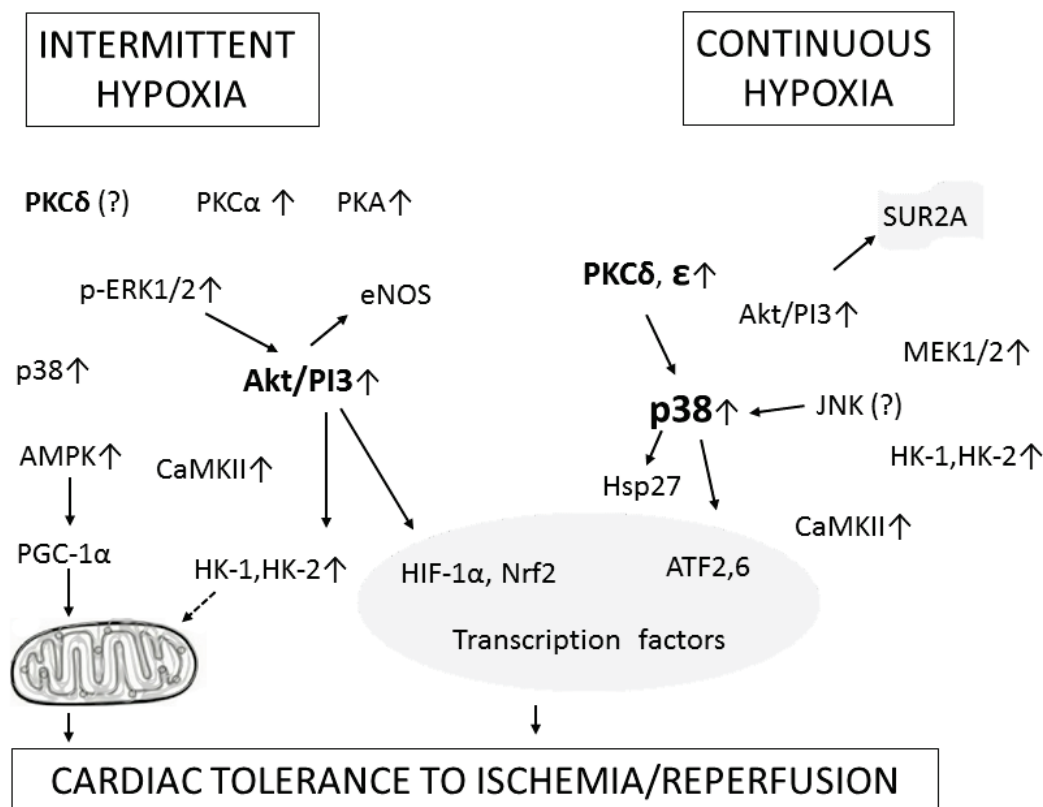 INTERMITTENT
HYPOXIA
CONTINUOUS
HYPOXIA
PKCδ (?)
PKCα ↑
PKA↑
SUR2A
PKCδ, ε↑
p-ERK1/2↑
eNOS
Akt/PI3↑
MEK1/2↑
p38↑
Akt/PI3↑
p38↑
JNK (?)
AMPK↑
CaMKII↑
HK-1,HK-2↑
Hsp27
CaMKII↑
PGC-1α
HK-1,HK-2↑
HIF-1α, Nrf2
ATF2,6
Transcription factors
CARDIAC TOLERANCE TO ISCHEMIA/REPERFUSION